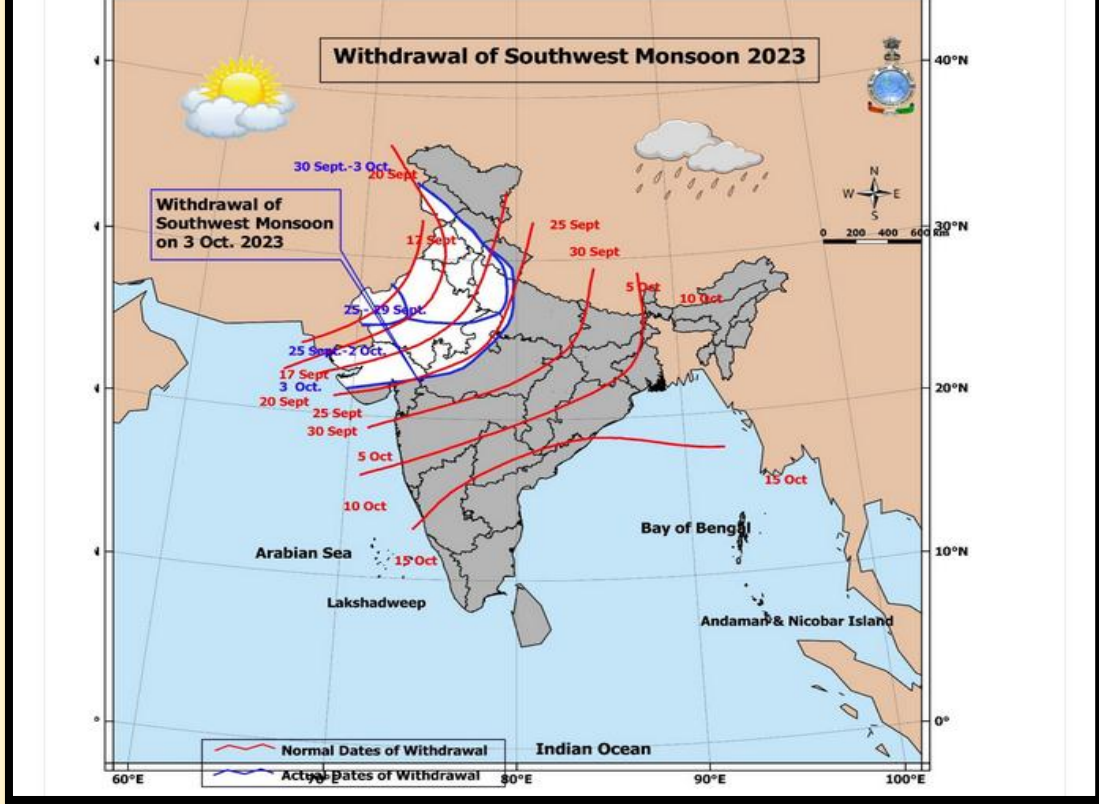 Withdrawal of Southwest Monsoon 2023
40°N
30 Sept.-3 Oct.
20 Sept
N
W E
S
Withdrawal of
Southwest Monsoon
on 3 Oct. 2023
17 Sept
25 Sept
30°N
0 200 400 600 Km
30 Sept
5 Oct
10 Oct
25 - 29 Sept.
25 Sept.-2 Oct.
17 Sept
3 Oct.
20°N
20 Sept
25 Sept
30 Sept
5 Oct
15 Oct
10 Oct
Bay of Bengal
Arabian Sea
10°N
15 Oct
Lakshadweep
Andaman & Nicobar Island
0°
Normal Dates of Withdrawal
Indian Ocean
Actual Dates of Withdrawal
60°E 70°E 80°E 90°E 100°E